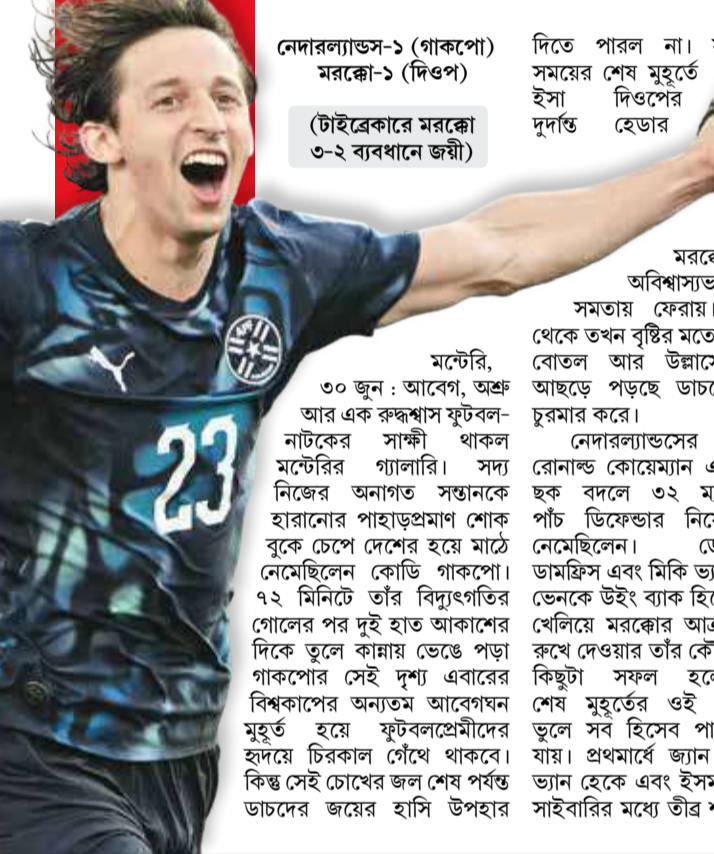 নেদারল্যান্ডস-১ (গাকপো)
মরক্কো-১ (দিওপ)
(টাইব্রেকারে মরক্কো
৩-২ ব্যবধানে জয়ী)
APF
23
মন্টেরি,
৩০ জুন : আবেগ, অশ্রু
আর এক রুদ্ধশ্বাস ফুটবল-
নাটকের সাক্ষী থাকল
মন্টেরির গ্যালারি। সদ্য
নিজের অনাগত সন্তানকে
হারানোর পাহাড়প্রমাণ শোক
বুকে চেপে দেশের হয়ে মাঠে
নেমেছিলেন কোডি গাকপো।
৭২ মিনিটে তাঁর বিদ্যুৎগতির
গোলের পর দুই হাত আকাশের
দিকে তুলে কান্নায় ভেঙে পড়া
গাকপোর সেই দৃশ্য এবারের
বিশ্বকাপের অন্যতম আবেগঘন
মুহূর্ত হয়ে ফুটবলপ্রেমীদের
হৃদয়ে চিরকাল গেঁথে থাকবে।
কিন্তু সেই চোখের জল শেষ পর্যন্ত
ডাচদের জয়ের হাসি উপহার
দিতে পারল না।
সময়ের শেষ মুহূর্তে
ইসা দিওপের
দুর্দান্ত হেডার
সমতায় ফেরায়।
থেকে তখন বৃষ্টির মতো
বোতল আর
আছড়ে পড়ছে
চুরমার করে।
নেদারল্যান্ডসের
রোনাল্ড কোয়েম্যান
ছক বদলে ৩২
পাঁচ ডিফেন্ডার
নেমেছিলেন।
ডামফ্রিস এবং মিকি
ভেনকে উইং ব্যাক
খেলিয়ে মরক্কোর
রুখে দেওয়ার তাঁর
কিছুটা সফল
শেষ মুহূর্তের ওই
ভুলে সব হিসেব
যায়। প্রথমার্ধে জ্যান
ভ্যান হেকে এবং
সাইবারির মধ্যে তীব্র